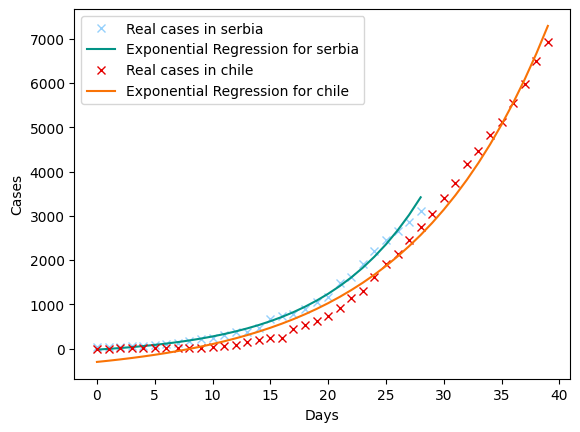 Real cases in serbia
Exponential Regression for serbia
Real cases in chile
Exponential Regression for chile
7000
6000
5000
4000
3000
2000
1000
0
Cases
0 5 10 15 20 25 30 35 40
Days